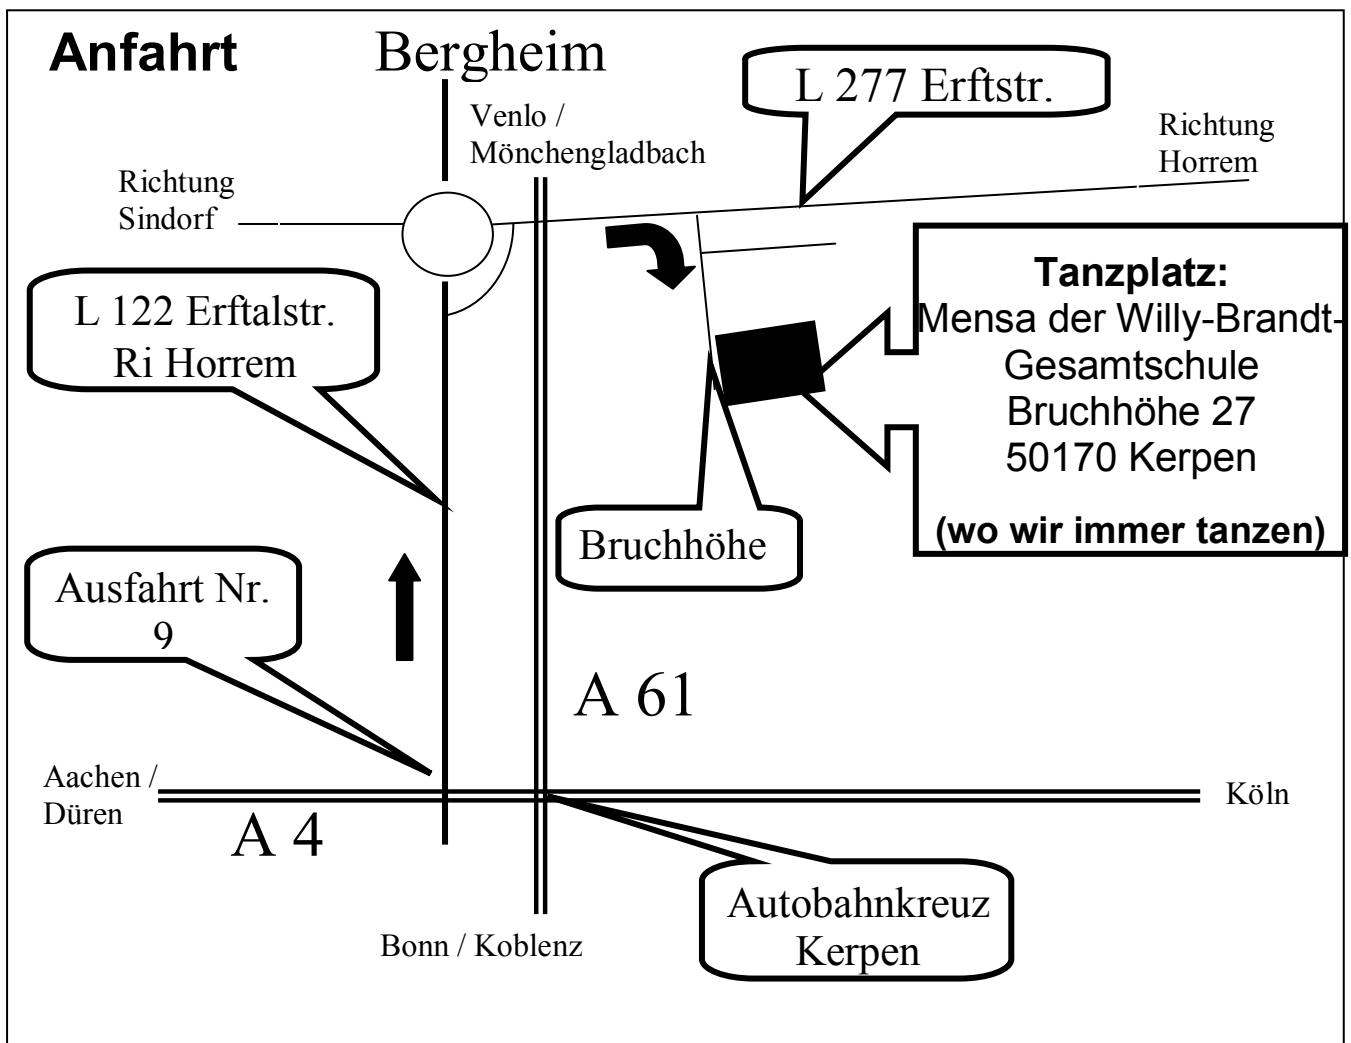 Anfahrt
Bergheim
L 277 Erftstr.
Venlo /
Mönchengladbach
Richtung
Horrem
Richtung
Sindorf
L 122 Erftalstr.
Ri Horrem
Tanzplatz:
Mensa der Willy-Brandt-
Gesamtschule
Bruchhöhe 27
50170 Kerpen
(wo wir immer tanzen)
Bruchhöhe
Ausfahrt Nr.
9
A 61
Aachen /
Düren
A 4
Köln
Autobahnkreuz
Kerpen
Bonn / Koblenz